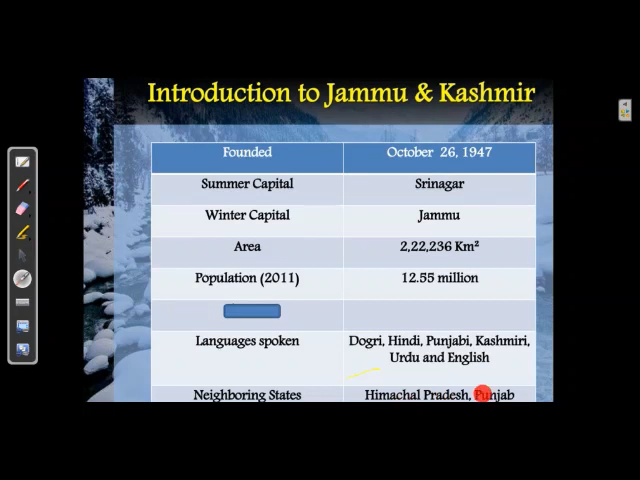 Introduction to Jammu & Kashmir
Founded
October 26, 1947
Summer Capital
Srinagar
Winter Capital
Jammu
Area
2,22,236 Km²
Population (2011)
12.55 million
Languages spoken
Dogri, Hindi, Punjabi, Kashmiri,
Urdu and English
Neighboring States
Himachal Pradesh, Punjab